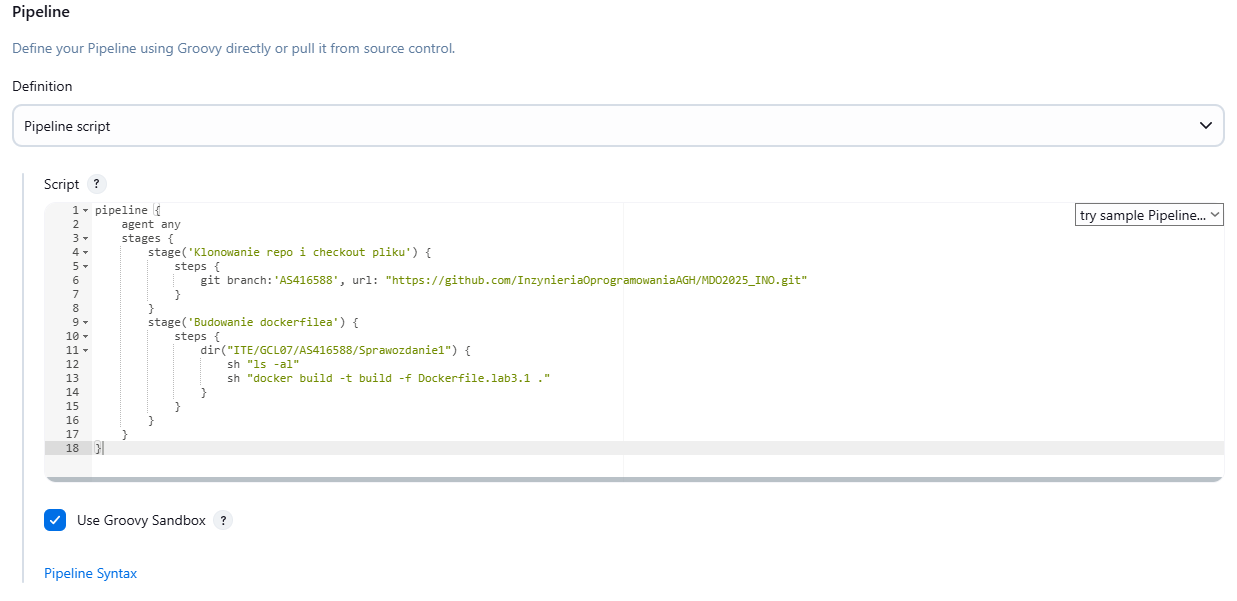 Pipeline
Define your Pipeline using Groovy directly or pull it from source control.
Definition
Pipeline script
Script ?
try sample Pipeline...
1 pipeline {
2     agent any
3     stages {
4         stage('Klonowanie repo i checkout pliku') {
5             steps {
6                 git branch:'AS416588', url: "https://github.com/InzynieriaOprogramowaniaAGH/MDO2025_INO.git"
7             }
8         }
9         stage('Budowanie dockerfilea') {
10             steps {
11                 dir("ITE/GCL07/AS416588/Sprawozdanie1") {
12                     sh "ls -al"
13                     sh "docker build -t build -f Dockerfile.lab3.1 ."
14                 }
15             }
16         }
17     }
18 }
Use Groovy Sandbox ?
Pipeline Syntax